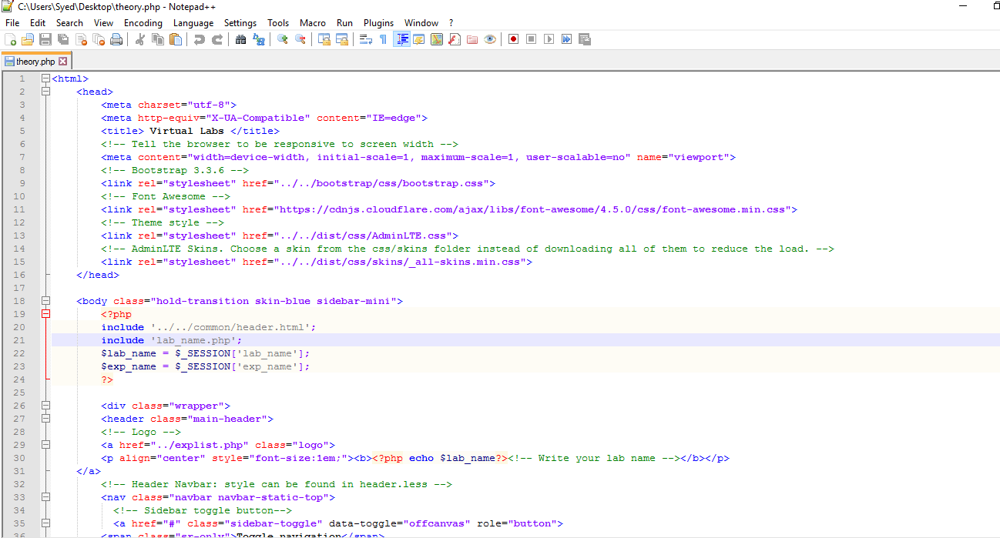 C:\Users\Syed\Desktop\theory.php - Notepad++
File Edit Search View Encoding Language Settings Tools Macro Run Plugins Window ?
theory.php
1 <html>
2 <head>
3 <meta charset="utf-8">
4 <meta http-equiv="X-UA-Compatible" content="IE=edge">
5 <title> Virtual Labs </title>
6 <!-- Tell the browser to be responsive to screen width -->
7 <meta content="width=device-width, initial-scale=1, maximum-scale=1, user-scalable=no" name="viewport">
8 <!-- Bootstrap 3.3.6 -->
9 <link rel="stylesheet" href="../../bootstrap/css/bootstrap.css">
10 <!-- Font Awesome -->
11 <link rel="stylesheet" href="https://cdnjs.cloudflare.com/ajax/libs/font-awesome/4.5.0/css/font-awesome.min.css">
12 <!-- Theme style -->
13 <link rel="stylesheet" href="../../dist/css/AdminLTE.css">
14 <!-- AdminLTE Skins. Choose a skin from the css/skins folder instead of downloading all of them to reduce the load. -->
15 <link rel="stylesheet" href="../../dist/css/skins/_all-skins.min.css">
16 </head>
17
18 <body class="hold-transition skin-blue sidebar-mini">
19 <?php
20 include '../../common/header.html';
21 include 'lab_name.php';
22 $lab_name = $_SESSION['lab_name'];
23 $exp_name = $_SESSION['exp_name'];
24 ?>
25
26 <div class="wrapper">
27 <header class="main-header">
28 <!-- Logo -->
29 <a href="../explist.php" class="logo">
30 <p align="center" style="font-size:1em;"><b><?php echo $lab_name?><!-- Write your lab name --></b></p>
31 </a>
32 <!-- Header Navbar: style can be found in header.less -->
33 <nav class="navbar navbar-static-top">
34 <!-- Sidebar toggle button-->
35 <a href="#" class="sidebar-toggle" data-toggle="offcanvas" role="button">
36 <span class="sr-only">Toggle navigation</span>